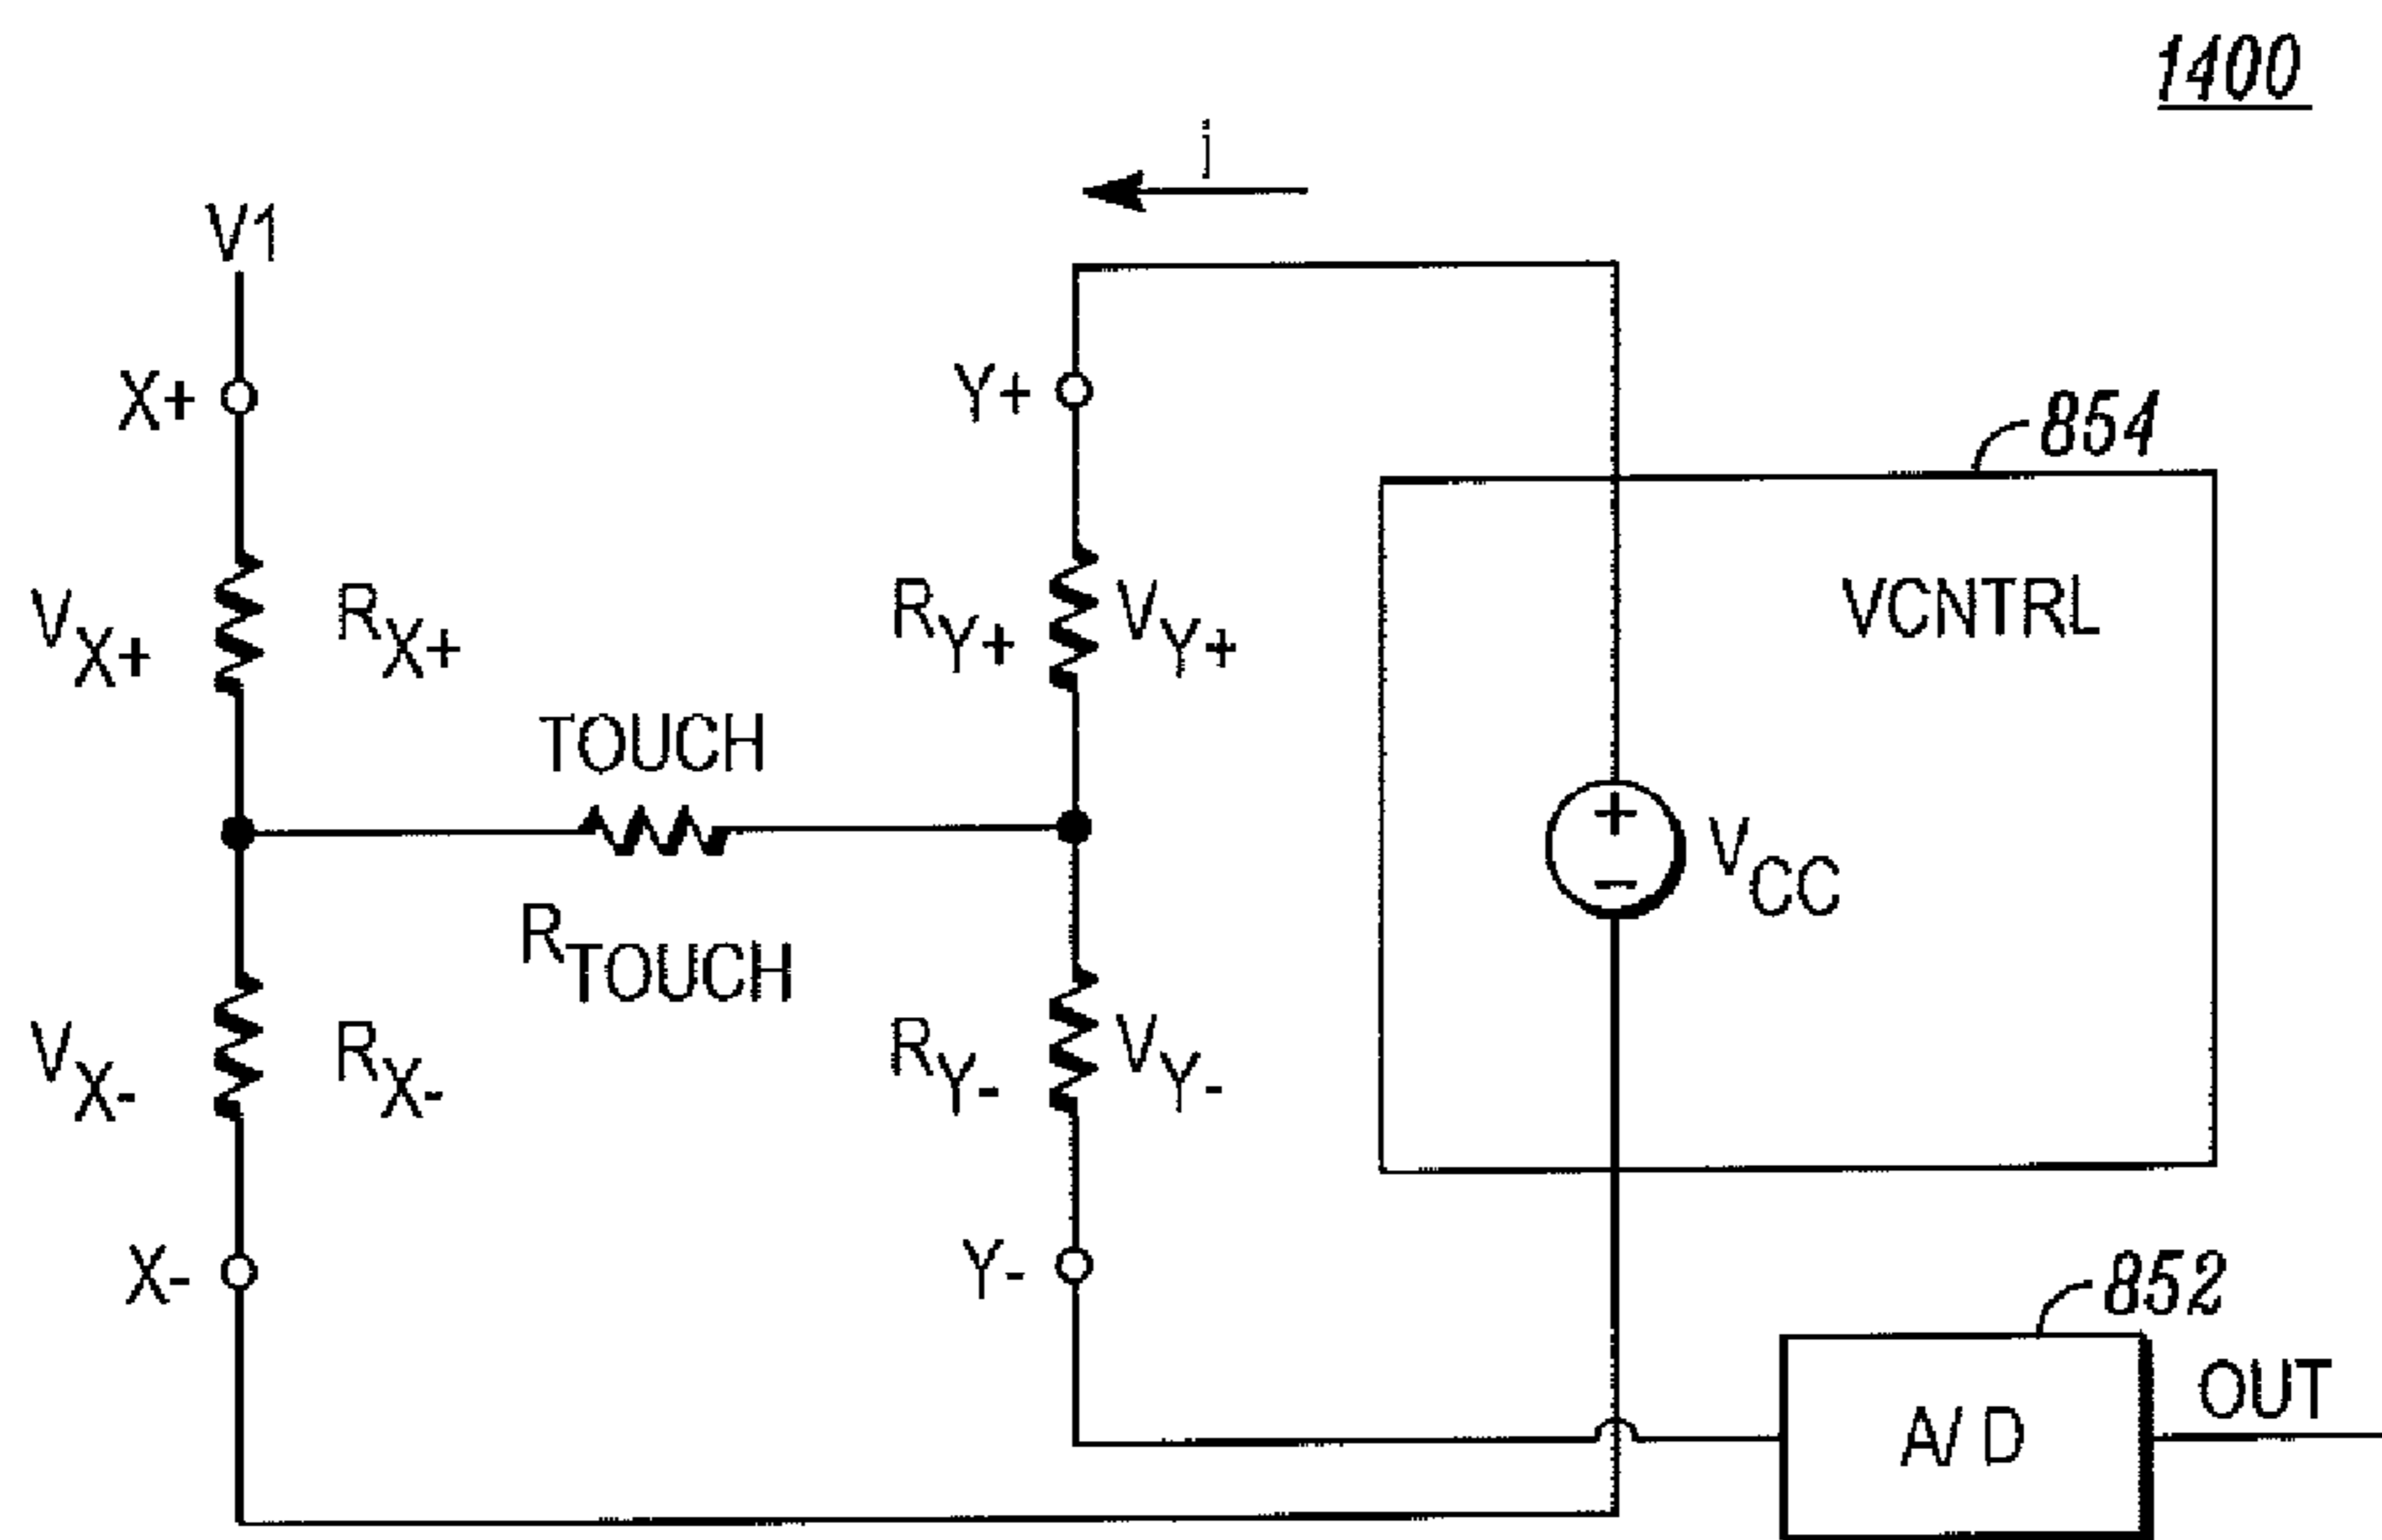 1400
j
V1
X+
Y+
854
VX+
RX+
RY+
VY+
VCNTRL
TOUCH
+
-
VCC
RTOUCH
VX-
RX-
RY-
VY-
X-
Y-
852
A/D
OUT